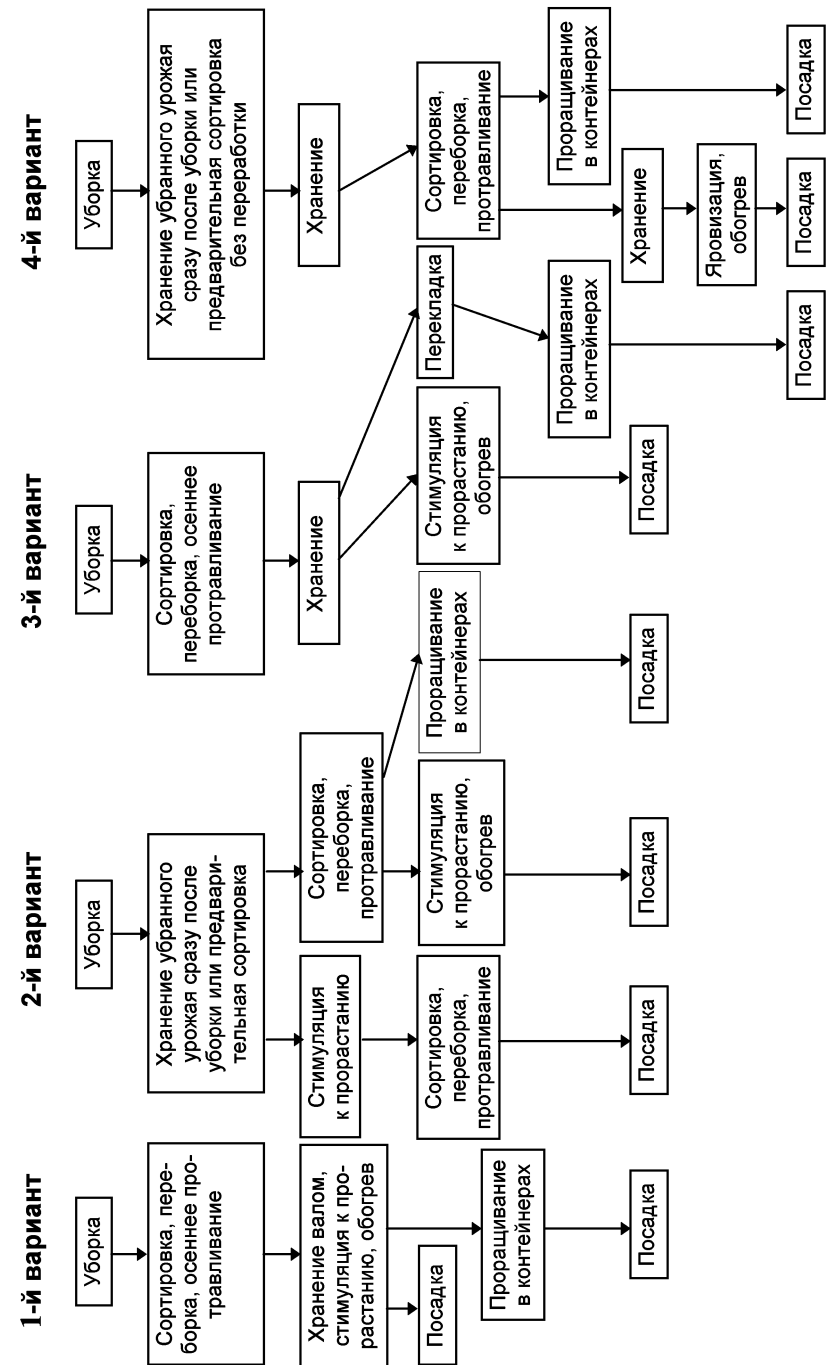 1-й вариант
Уборка
Сортировка, пере-
борка, осеннее про-
травливание
Хранение валом,
стимуляция к про-
растанию, обогрев
Посадка
Проращивание
в контейнерах
Посадка
2-й вариант
Уборка
Хранение убранного
урожая сразу после
уборки или предвари-
тельная сортировка
Стимуляция
к прорастанию
Сортировка,
переборка,
протравливание
Посадка
Сортировка,
переборка,
протравливание
Стимуляция
к прорастанию,
обогрев
Посадка
Проращивание
в контейнерах
Посадка
3-й вариант
Уборка
Сортировка,
переборка, осеннее
протравливание
Хранение
Стимуляция
к прорастанию,
обогрев
Посадка
Перекладка
Проращивание
в контейнерах
Посадка
4-й вариант
Уборка
Хранение убранного урожая
сразу после уборки или
предварительная сортировка
без переработки
Хранение
Сортировка,
переборка,
протравливание
Хранение
Яровизация,
обогрев
Посадка
Проращивание
в контейнерах
Посадка